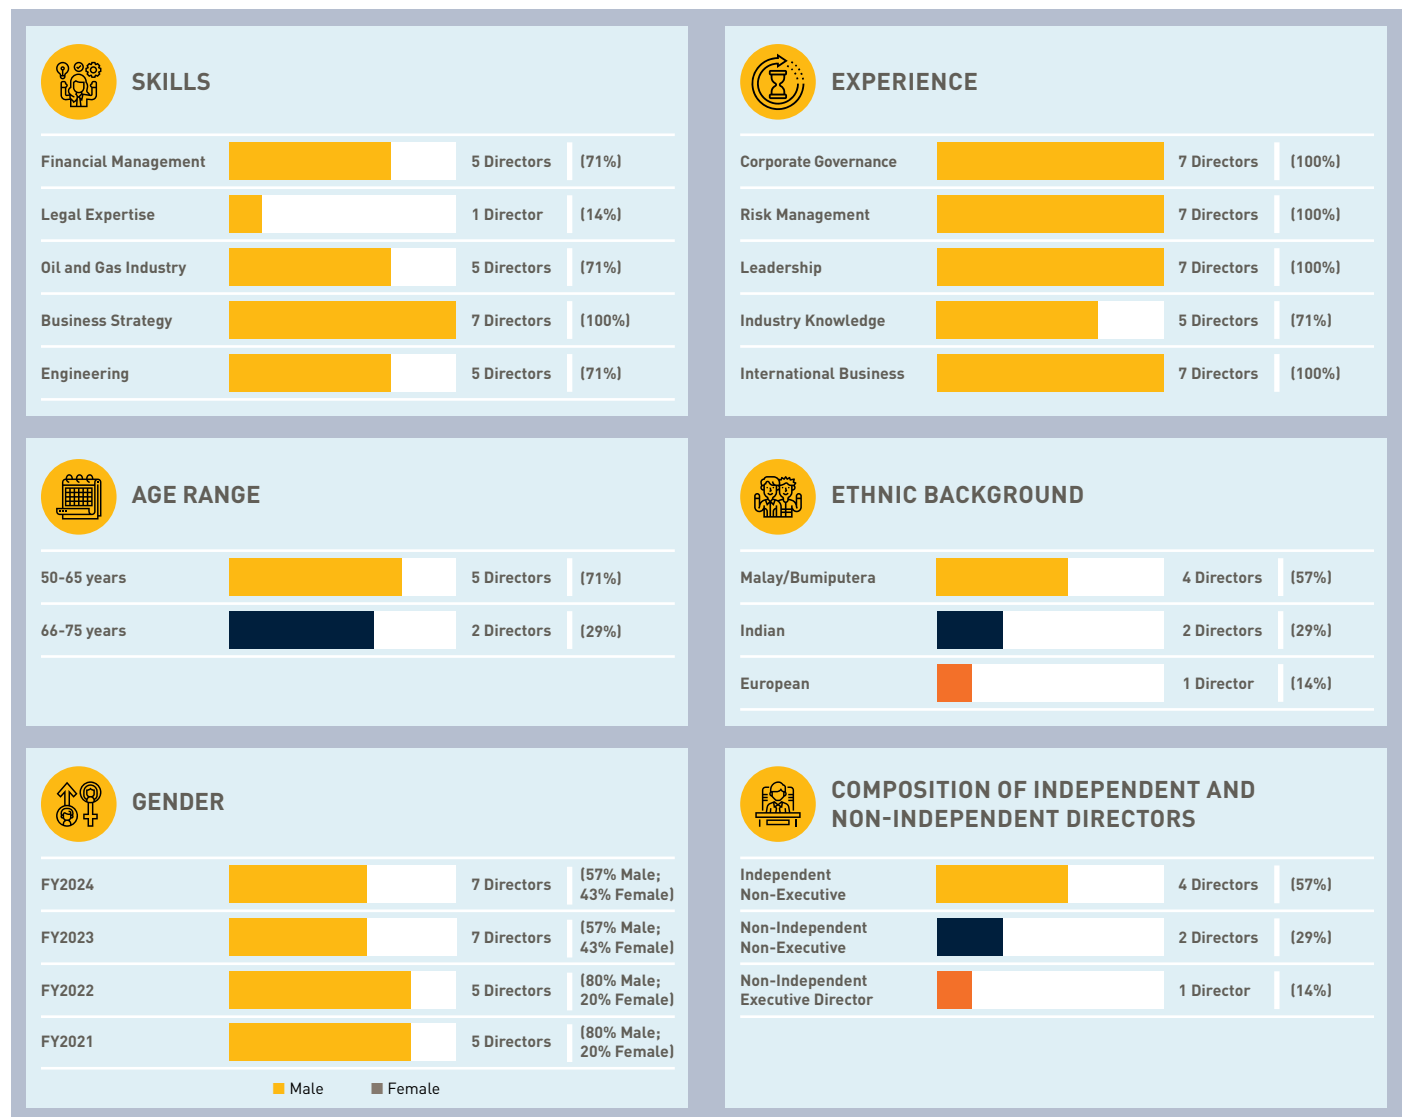 SKILLS
Financial Management 5 Directors (71%)
Legal Expertise 1 Director (14%)
Oil and Gas Industry 5 Directors (71%)
Business Strategy 7 Directors (100%)
Engineering 5 Directors (71%)
EXPERIENCE
Corporate Governance 7 Directors (100%)
Risk Management 7 Directors (100%)
Leadership 7 Directors (100%)
Industry Knowledge 5 Directors (71%)
International Business 7 Directors (100%)
AGE RANGE
50-65 years 5 Directors (71%)
66-75 years 2 Directors (29%)
ETHNIC BACKGROUND
Malay/Bumiputera 4 Directors (57%)
Indian 2 Directors (29%)
European 1 Director (14%)
GENDER
FY2024 7 Directors (57% Male;
43% Female)
FY2023 7 Directors (57% Male;
43% Female)
FY2022 5 Directors (80% Male;
20% Female)
FY2021 5 Directors (80% Male;
20% Female)
Male Female
COMPOSITION OF INDEPENDENT AND
NON-INDEPENDENT DIRECTORS
Independent
Non-Executive 4 Directors (57%)
Non-Independent
Non-Executive 2 Directors (29%)
Non-Independent
Executive Director 1 Director (14%)